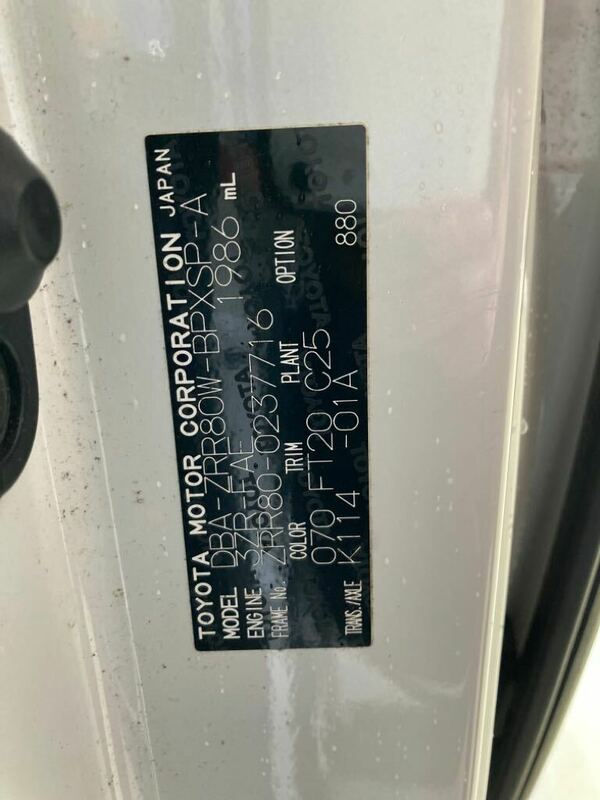 TOYOTA MOTOR CORPORATION JAPAN
MODEL DBA-ZRR80W-BPXSP-A
ENGINE 3ZR-FAE 1986 mL
FRAME No. ZRR80-0237716
COLOR TRIM PLANT OPTION
070 FT20 C25 880
TRANS./AXLE K114 -01A